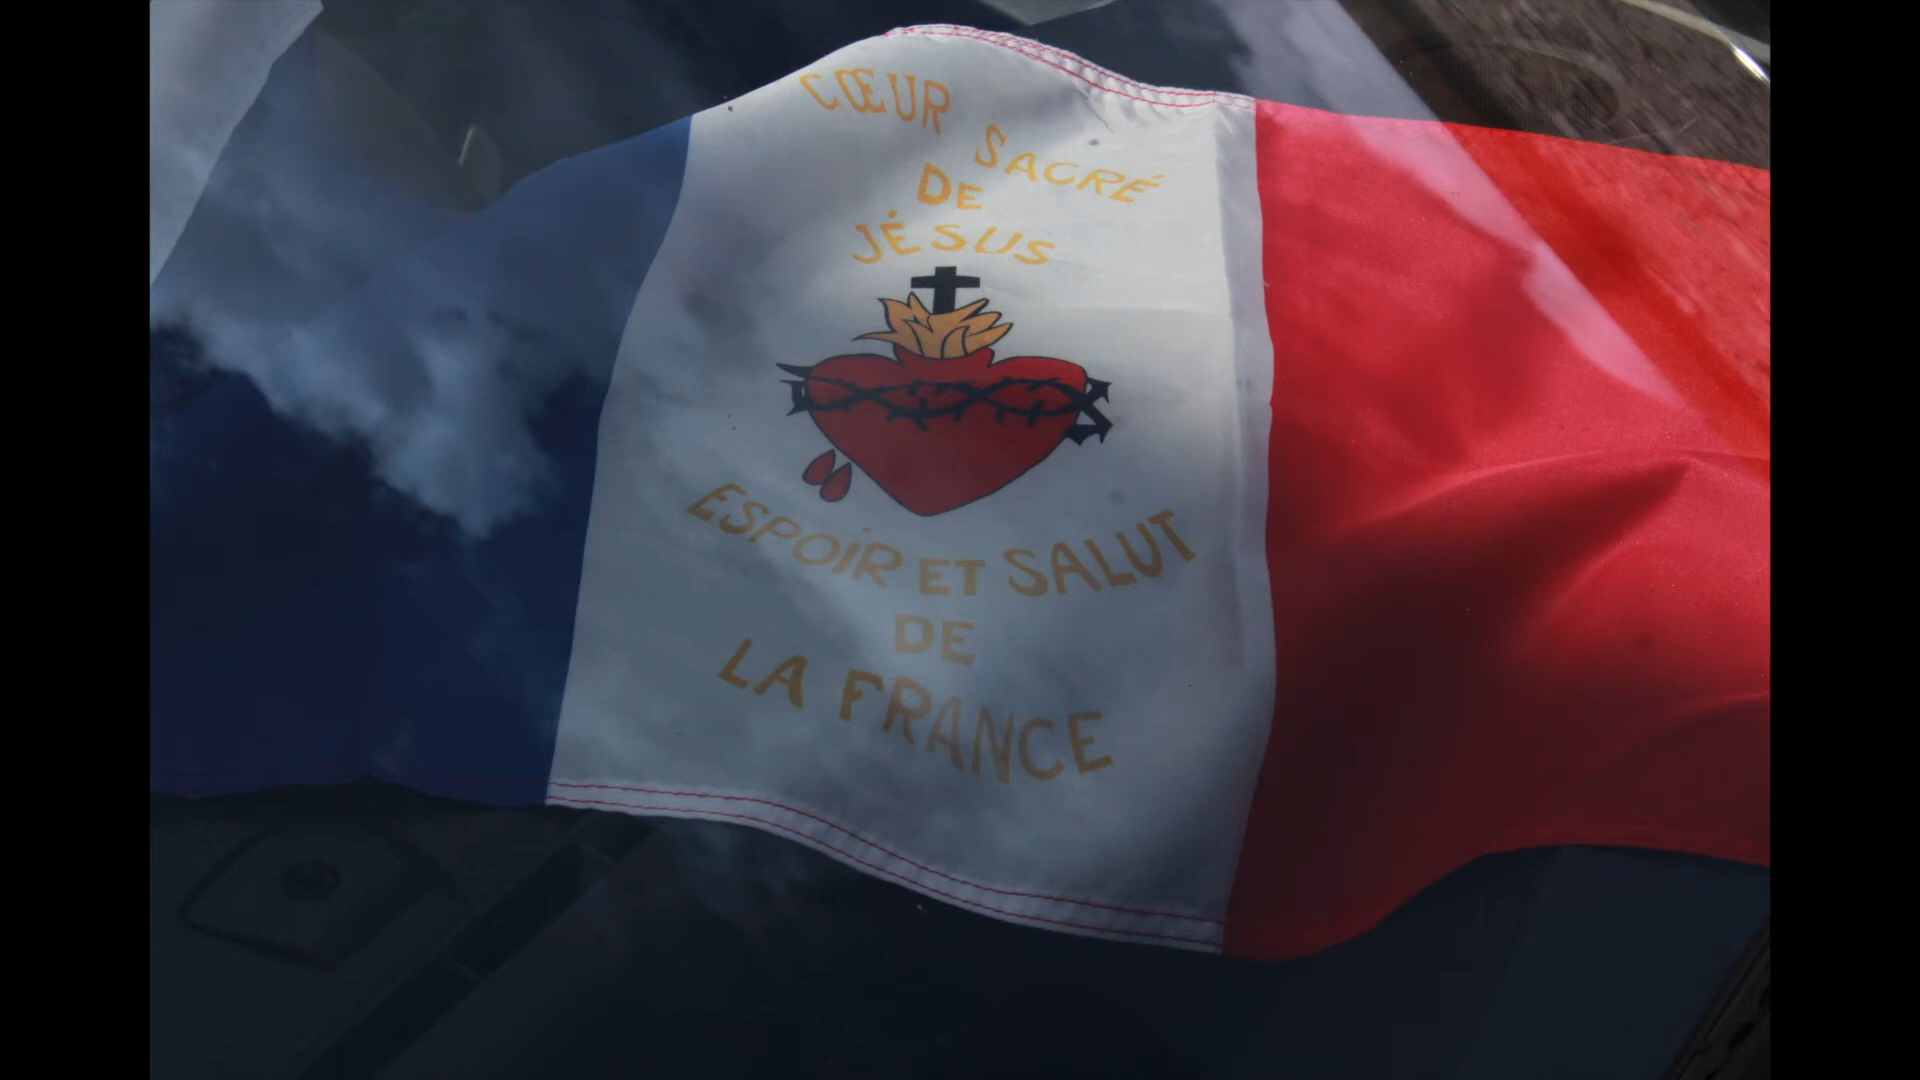 CŒUR SACRÉ
DE
JÉSUS
ESPOIR ET SALUT
DE
LA FRANCE